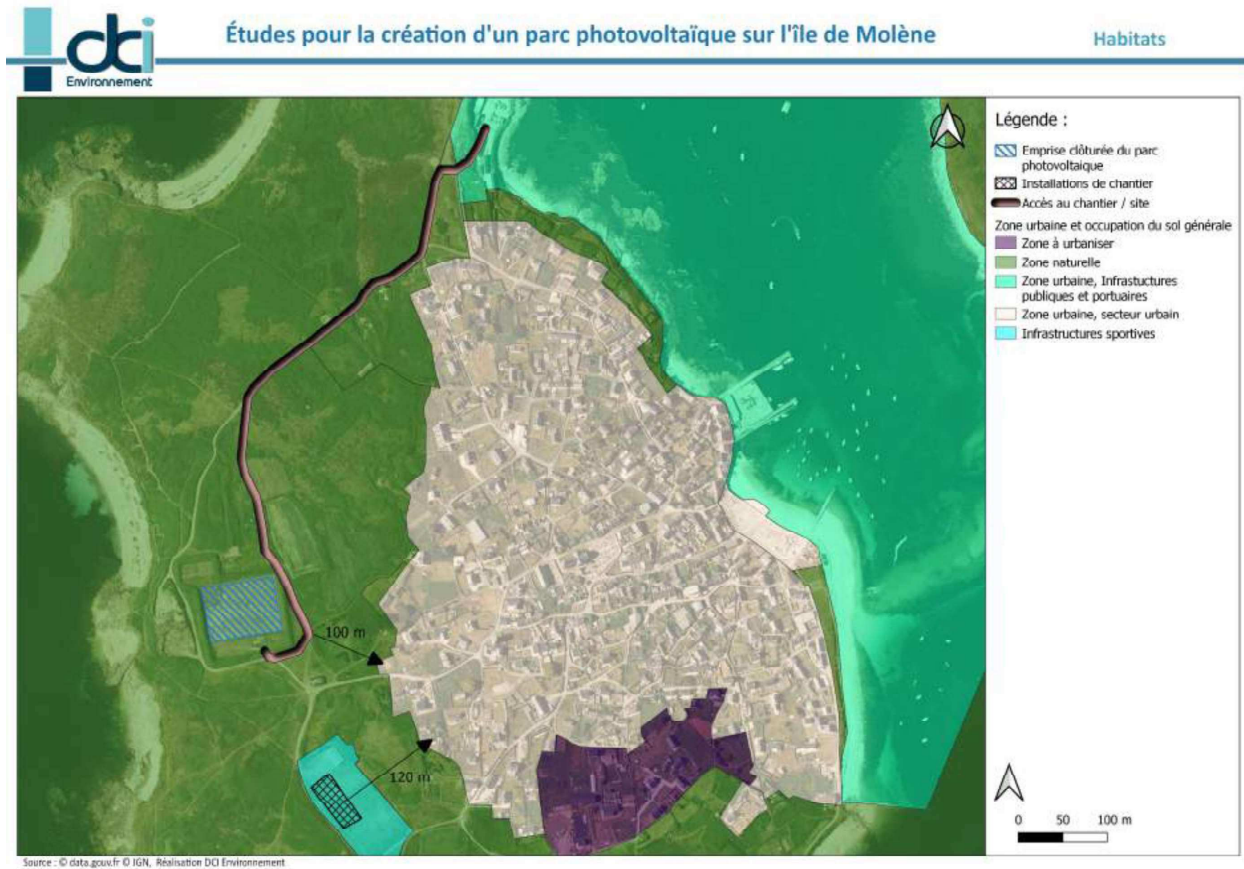 dci
Environnement
Études pour la création d'un parc photovoltaïque sur l'île de Molène
Habitats
Légende :
Emprise clôturée du parc
photovoltaique
Installations de chantier
Accès au chantier / site
Zone urbaine et occupation du sol générale
Zone à urbaniser
Zone naturelle
Zone urbaine, Infrastuctures
publiques et portuaires
Zone urbaine, secteur urbain
Infrastructures sportives
100 m
120 m
0 50 100 m
Source : © data.gouv.fr © IGN, Réalisation DCI Environnement